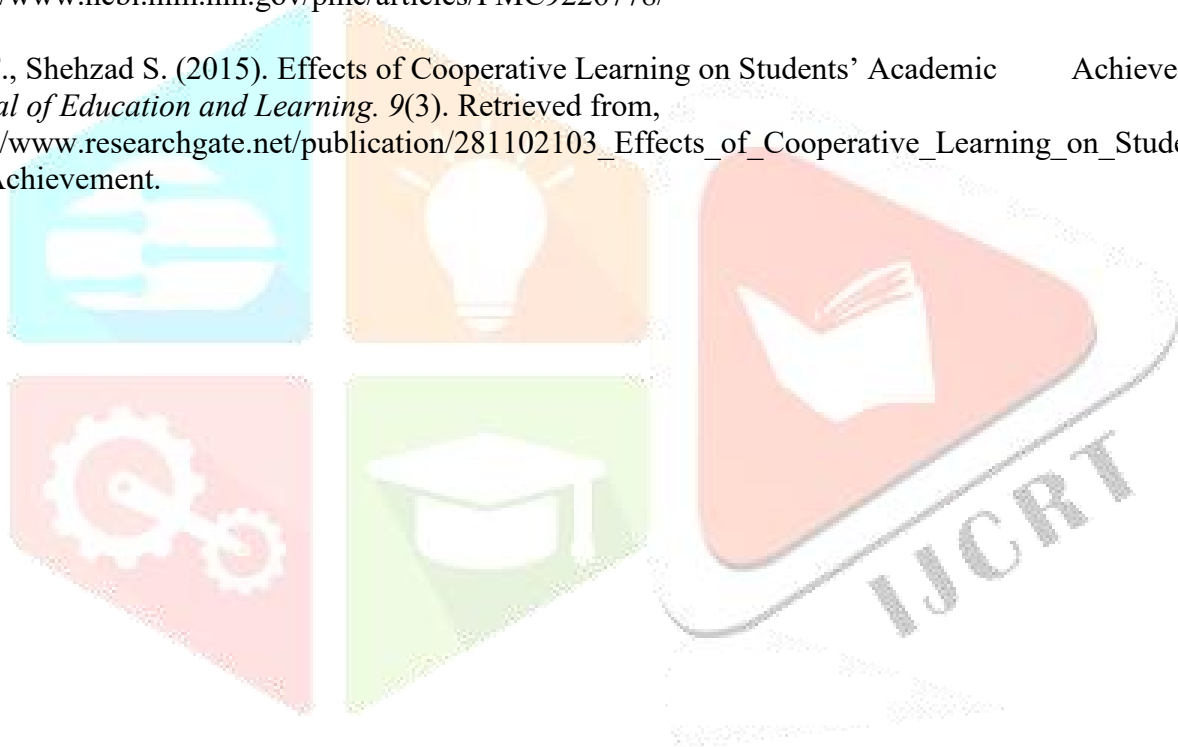 /www.ncbi.nlm.nih.gov/pmc/articles/PMC9226778/
., Shehzad S. (2015). Effects of Cooperative Learning on Students’ Academic Achieve
al of Education and Learning. 9(3). Retrieved from,
/www.researchgate.net/publication/281102103_Effects_of_Cooperative_Learning_on_Stude
Achievement.
IJCRT